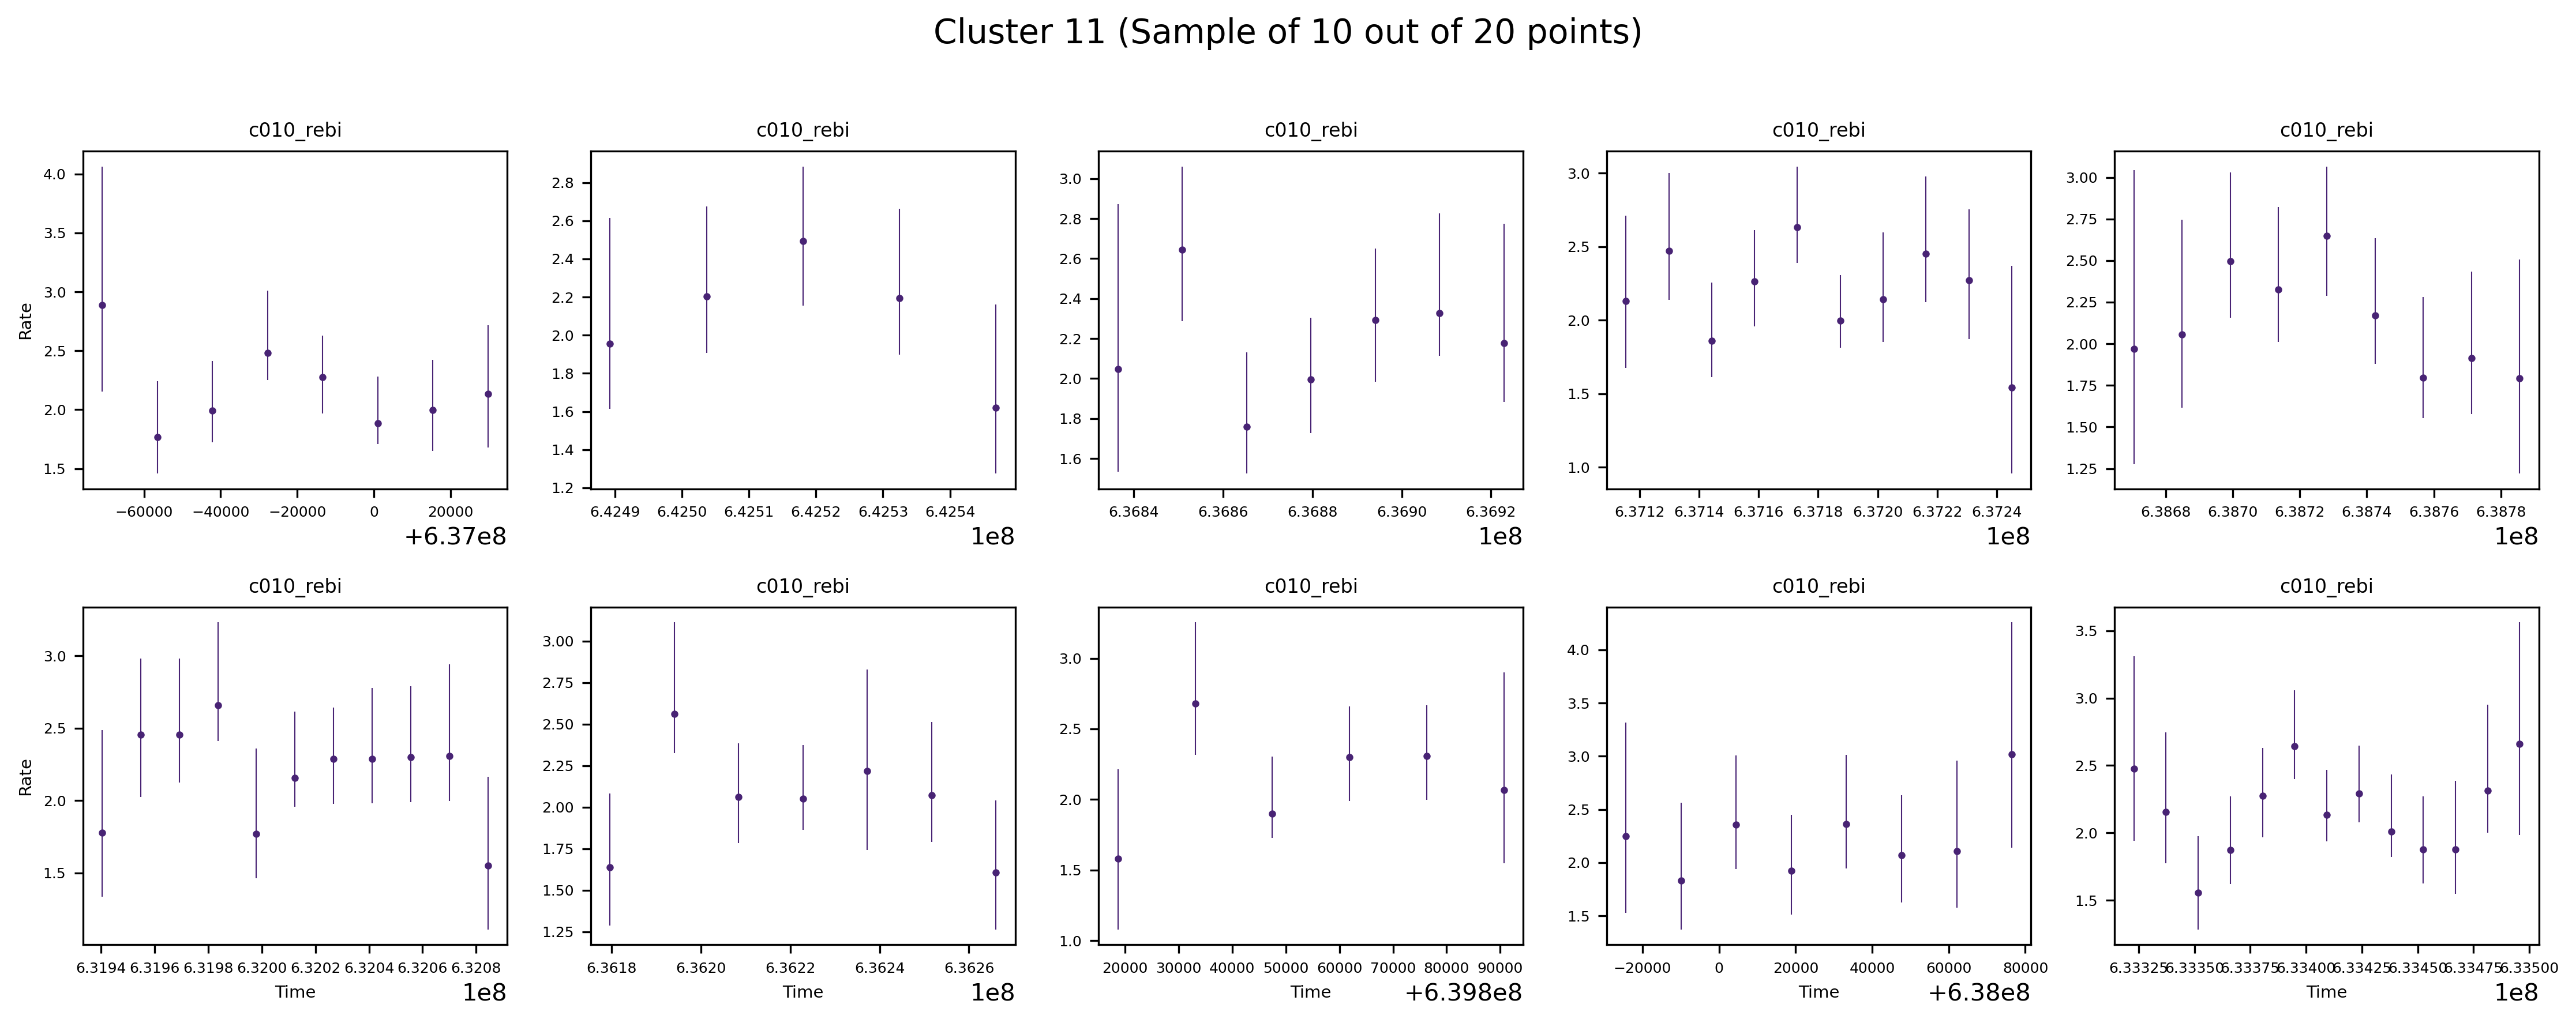 Cluster 11 (Sample of 10 out of 20 points)
c010_rebi c010_rebi c010_rebi c010_rebi c010_rebi
Rate
4.0 3.5 3.0 2.5 2.0 1.5
−60000 −40000 −20000 0 20000
+6.37e8
2.8 2.6 2.4 2.2 2.0 1.8 1.6 1.4 1.2
6.4249 6.4250 6.4251 6.4252 6.4253 6.4254
1e8
3.0 2.8 2.6 2.4 2.2 2.0 1.8 1.6
6.3684 6.3686 6.3688 6.3690 6.3692
1e8
3.0 2.5 2.0 1.5 1.0
6.3712 6.3714 6.3716 6.3718 6.3720 6.3722 6.3724
1e8
3.00 2.75 2.50 2.25 2.00 1.75 1.50 1.25
6.3868 6.3870 6.3872 6.3874 6.3876 6.3878
1e8
c010_rebi c010_rebi c010_rebi c010_rebi c010_rebi
Rate
3.0 2.5 2.0 1.5
6.3194 6.3196 6.3198 6.3200 6.3202 6.3204 6.3206 6.3208
Time
1e8
3.00 2.75 2.50 2.25 2.00 1.75 1.50 1.25
6.3618 6.3620 6.3622 6.3624 6.3626
Time
1e8
3.0 2.5 2.0 1.5 1.0
20000 30000 40000 50000 60000 70000 80000 90000
Time
+6.398e8
4.0 3.5 3.0 2.5 2.0 1.5
−20000 0 20000 40000 60000 80000
Time
+6.38e8
3.5 3.0 2.5 2.0 1.5
6.33325 6.33350 6.33375 6.33400 6.33425 6.33450 6.33475 6.33500
Time
1e8